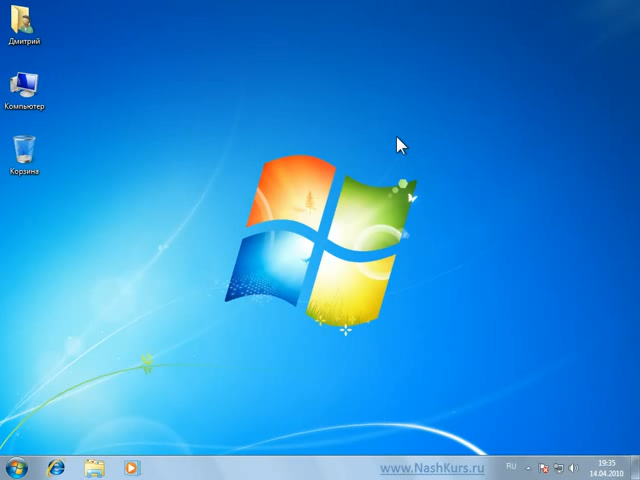 Дмитрий
Компьютер
Корзина
www.NashKurs.ru
RU
19:35
14.04.2010